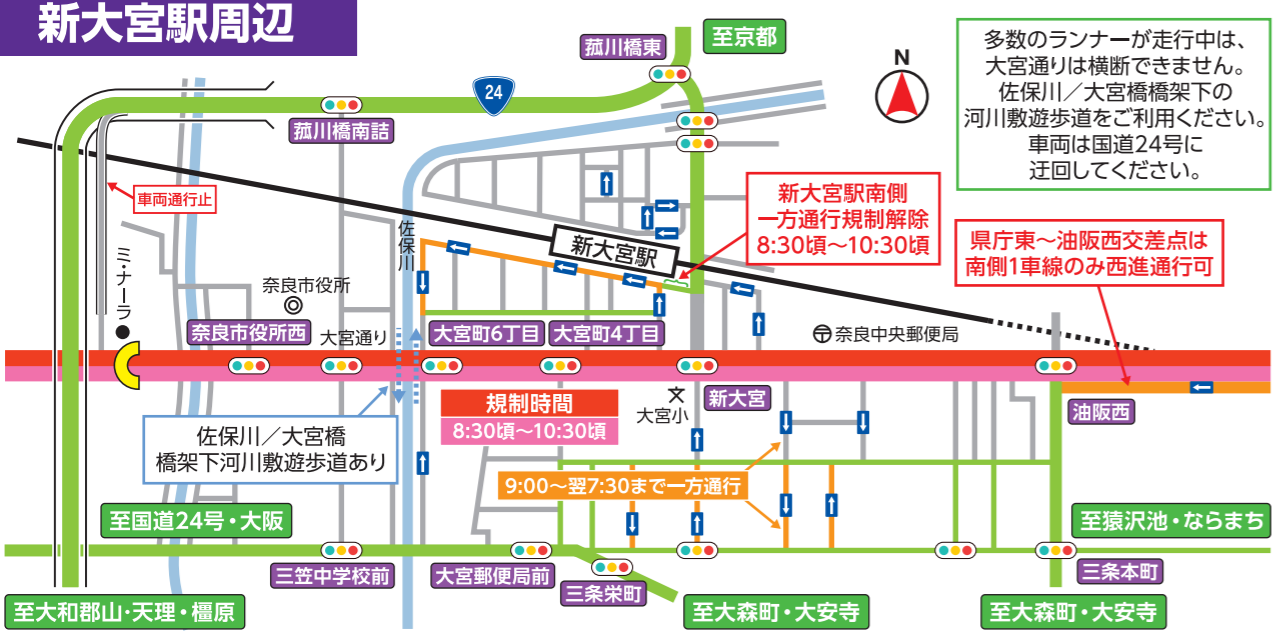 新大宮駅周辺
菰川橋東
至京都
多数のランナーが走行中は、
大宮通りは横断できません。
佐保川／大宮橋橋架下の
河川敷遊歩道をご利用ください。
車両は国道24号に
迂回してください。
N
24
菰川橋南詰
車両通行止
新大宮駅南側
一方通行規制解除
8:30頃〜10:30頃
佐保川
新大宮駅
県庁東〜油阪西交差点は
南側1車線のみ西進通行可
ミ・ナーラ
奈良市役所
奈良市役所西
大宮通り
大宮町6丁目
大宮町4丁目
奈良中央郵便局
規制時間
8:30頃〜10:30頃
文
大宮小
新大宮
油阪西
佐保川／大宮橋
橋架下河川敷遊歩道あり
9:00〜翌7:30まで一方通行
至国道24号・大阪
至猿沢池・ならまち
三笠中学校前
大宮郵便局前
三条栄町
三条本町
至大和郡山・天理・橿原
至大森町・大安寺
至大森町・大安寺